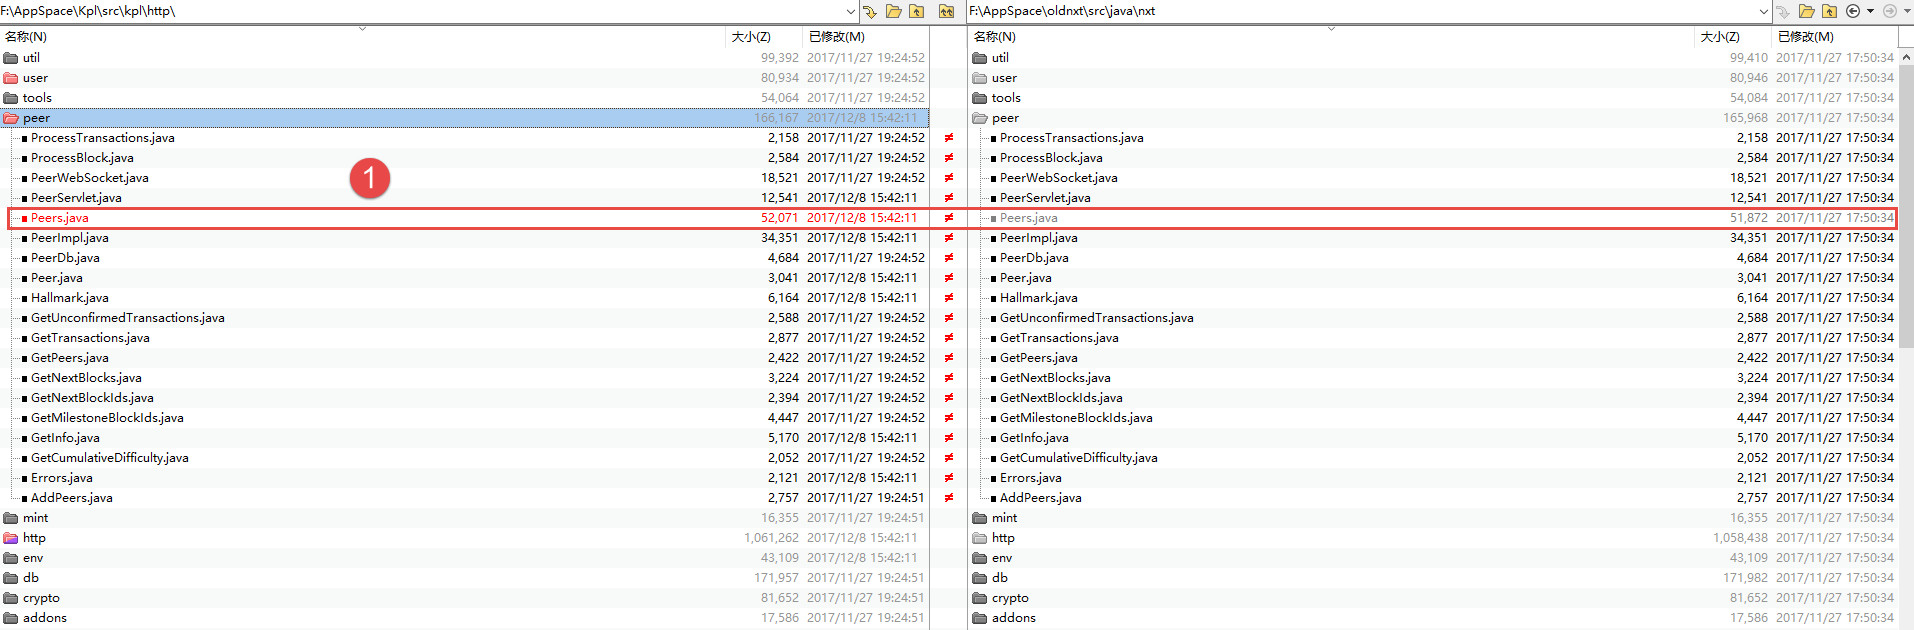 F:\AppSpace\Kpl\src\kpl\http\ F:\AppSpace\oldnxt\src\java\nxt
名称(N) 大小(Z) 已修改(M) 名称(N) 大小(Z) 已修改(M)
util 99,392 2017/11/27 19:24:52 util 99,410 2017/11/27 17:50:34
user 80,934 2017/11/27 19:24:52 user 80,946 2017/11/27 17:50:34
tools 54,064 2017/11/27 19:24:52 tools 54,084 2017/11/27 17:50:34
peer 166,167 2017/12/8 15:42:11 peer 165,968 2017/11/27 17:50:34
ProcessTransactions.java 2,158 2017/11/27 19:24:52 ≠ ProcessTransactions.java 2,158 2017/11/27 17:50:34
ProcessBlock.java 2,584 2017/11/27 19:24:52 ≠ ProcessBlock.java 2,584 2017/11/27 17:50:34
PeerWebSocket.java 1 18,521 2017/11/27 19:24:52 ≠ PeerWebSocket.java 18,521 2017/11/27 17:50:34
PeerServlet.java 12,541 2017/12/8 15:42:11 ≠ PeerServlet.java 12,541 2017/11/27 17:50:34
Peers.java 52,071 2017/12/8 15:42:11 ≠ Peers.java 51,872 2017/11/27 17:50:34
PeerImpl.java 34,351 2017/12/8 15:42:11 ≠ PeerImpl.java 34,351 2017/11/27 17:50:34
PeerDb.java 4,684 2017/11/27 19:24:52 ≠ PeerDb.java 4,684 2017/11/27 17:50:34
Peer.java 3,041 2017/12/8 15:42:11 ≠ Peer.java 3,041 2017/11/27 17:50:34
Hallmark.java 6,164 2017/12/8 15:42:11 ≠ Hallmark.java 6,164 2017/11/27 17:50:34
GetUnconfirmedTransactions.java 2,588 2017/11/27 19:24:52 ≠ GetUnconfirmedTransactions.java 2,588 2017/11/27 17:50:34
GetTransactions.java 2,877 2017/11/27 19:24:52 ≠ GetTransactions.java 2,877 2017/11/27 17:50:34
GetPeers.java 2,422 2017/11/27 19:24:52 ≠ GetPeers.java 2,422 2017/11/27 17:50:34
GetNextBlocks.java 3,224 2017/11/27 19:24:52 ≠ GetNextBlocks.java 3,224 2017/11/27 17:50:34
GetNextBlockIds.java 2,394 2017/11/27 19:24:52 ≠ GetNextBlockIds.java 2,394 2017/11/27 17:50:34
GetMilestoneBlockIds.java 4,447 2017/11/27 19:24:52 ≠ GetMilestoneBlockIds.java 4,447 2017/11/27 17:50:34
GetInfo.java 5,170 2017/12/8 15:42:11 ≠ GetInfo.java 5,170 2017/11/27 17:50:34
GetCumulativeDifficulty.java 2,052 2017/11/27 19:24:52 ≠ GetCumulativeDifficulty.java 2,052 2017/11/27 17:50:34
Errors.java 2,121 2017/12/8 15:42:11 ≠ Errors.java 2,121 2017/11/27 17:50:34
AddPeers.java 2,757 2017/11/27 19:24:51 ≠ AddPeers.java 2,757 2017/11/27 17:50:34
mint 16,355 2017/11/27 19:24:51 mint 16,355 2017/11/27 17:50:34
http 1,061,262 2017/12/8 15:42:11 http 1,058,438 2017/11/27 17:50:34
env 43,109 2017/12/8 15:42:11 env 43,109 2017/11/27 17:50:34
db 171,957 2017/11/27 19:24:51 db 171,982 2017/11/27 17:50:34
crypto 81,652 2017/11/27 19:24:51 crypto 81,652 2017/11/27 17:50:34
addons 17,586 2017/11/27 19:24:51 addons 17,586 2017/11/27 17:50:34